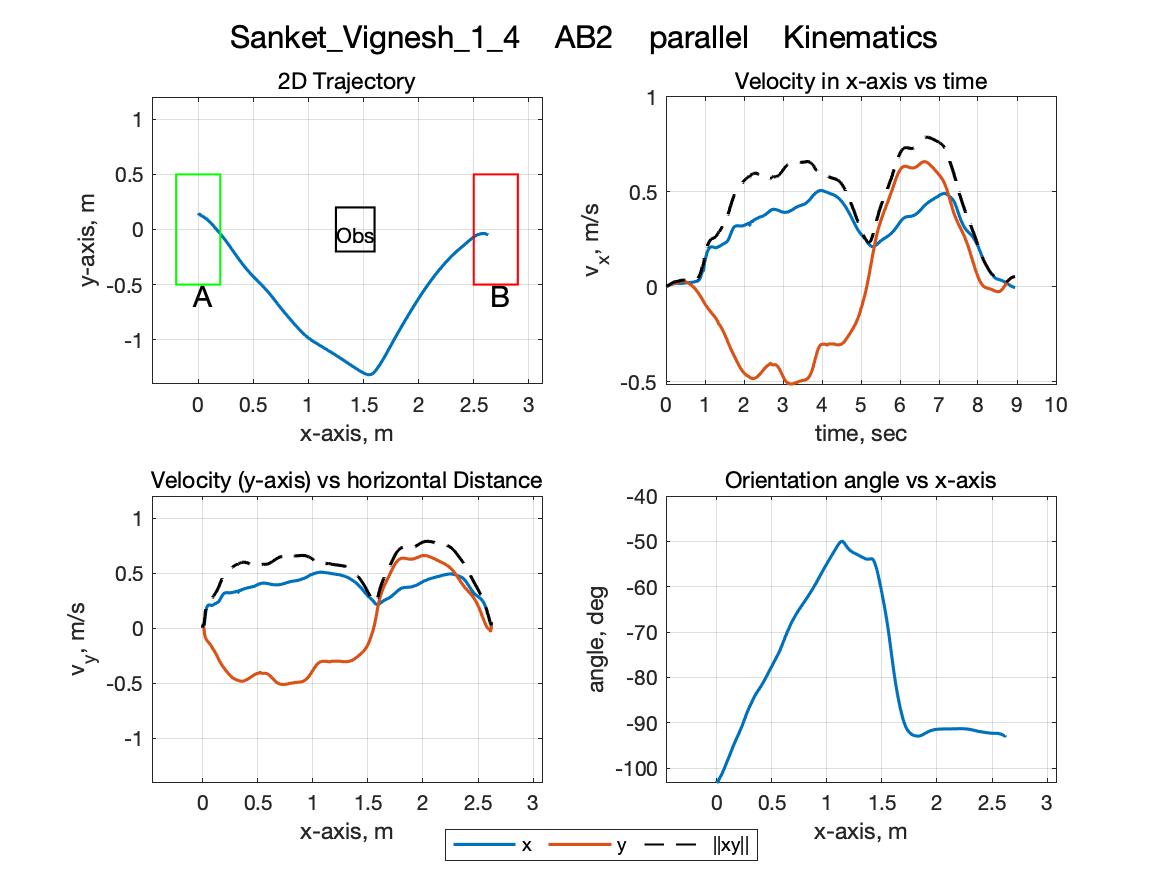 Sanket_Vignesh_1_4 AB2 parallel Kinematics
2D Trajectory
1
0.5
0
-0.5
-1
y-axis, m
Obs
A
B
0 0.5 1 1.5 2 2.5 3
x-axis, m
Velocity in x-axis vs time
1
0.5
0
-0.5
vx, m/s
0 1 2 3 4 5 6 7 8 9 10
time, sec
Velocity (y-axis) vs horizontal Distance
1
0.5
0
-0.5
-1
vy, m/s
0 0.5 1 1.5 2 2.5 3
x-axis, m
Orientation angle vs x-axis
-40
-50
-60
-70
-80
-90
-100
angle, deg
0 0.5 1 1.5 2 2.5 3
x-axis, m
x y ||xy||